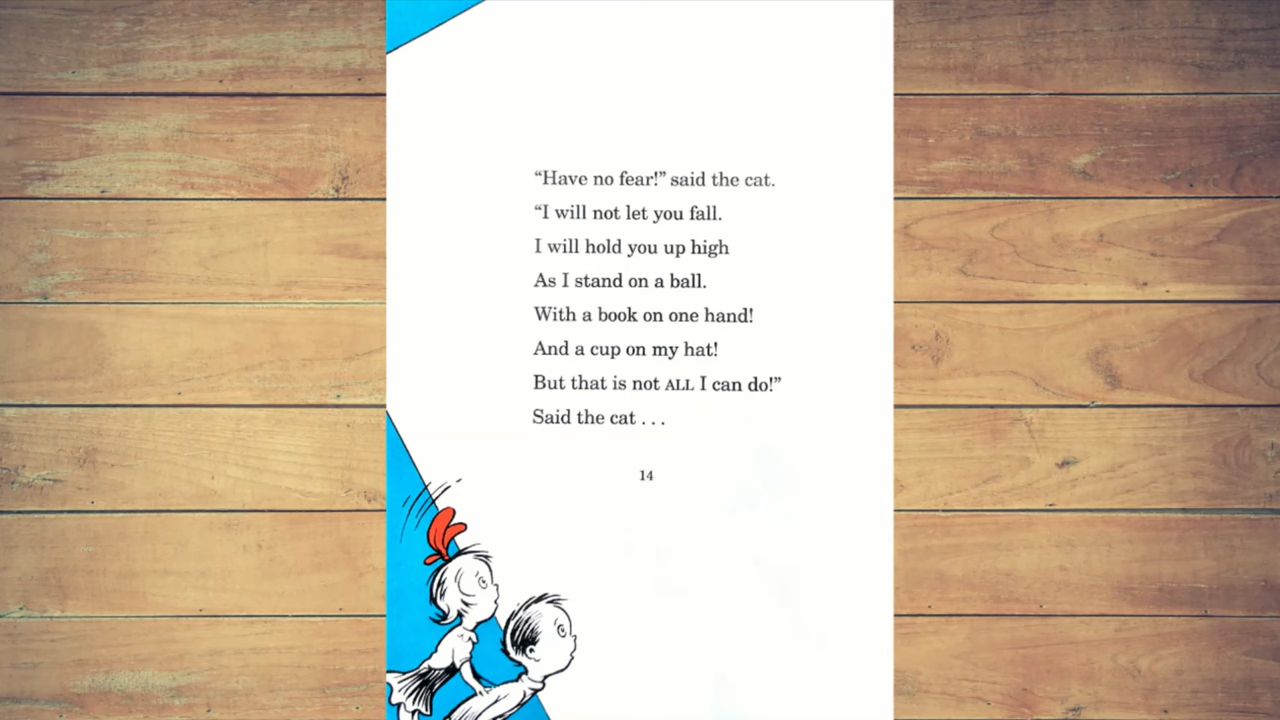 “Have no fear!” said the cat.
“I will not let you fall.
I will hold you up high
As I stand on a ball.
With a book on one hand!
And a cup on my hat!
But that is not ALL I can do!”
Said the cat . . .
14